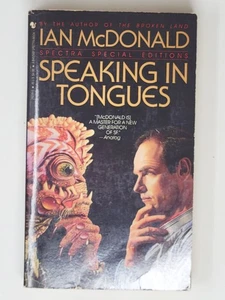 BY THE AUTHOR OF THE BROKEN LAND
IAN McDONALD
SPECTRA SPECIAL EDITIONS
SPEAKING IN
TONGUES
"[McDONALD IS]
A MASTER FOR A NEW
GENERATION
OF SF."
—Analog